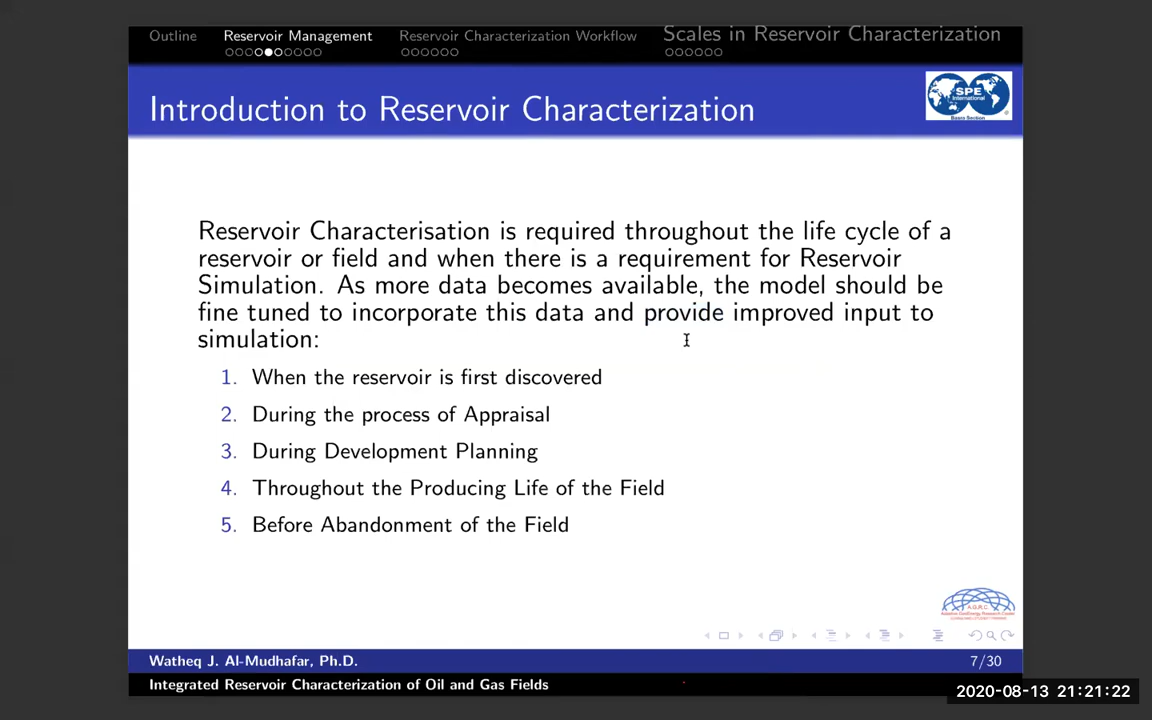 Outline Reservoir Management Reservoir Characterization Workflow Scales in Reservoir Characterization
Introduction to Reservoir Characterization
SPE
International
Basra Section
Reservoir Characterisation is required throughout the life cycle of a
reservoir or field and when there is a requirement for Reservoir
Simulation. As more data becomes available, the model should be
fine tuned to incorporate this data and provide improved input to
simulation:
1. When the reservoir is first discovered
2. During the process of Appraisal
3. During Development Planning
4. Throughout the Producing Life of the Field
5. Before Abandonment of the Field
A.G.R.C
Watheq J. Al-Mudhafar, Ph.D. 7/30
Integrated Reservoir Characterization of Oil and Gas Fields
2020-08-13 21:21:22